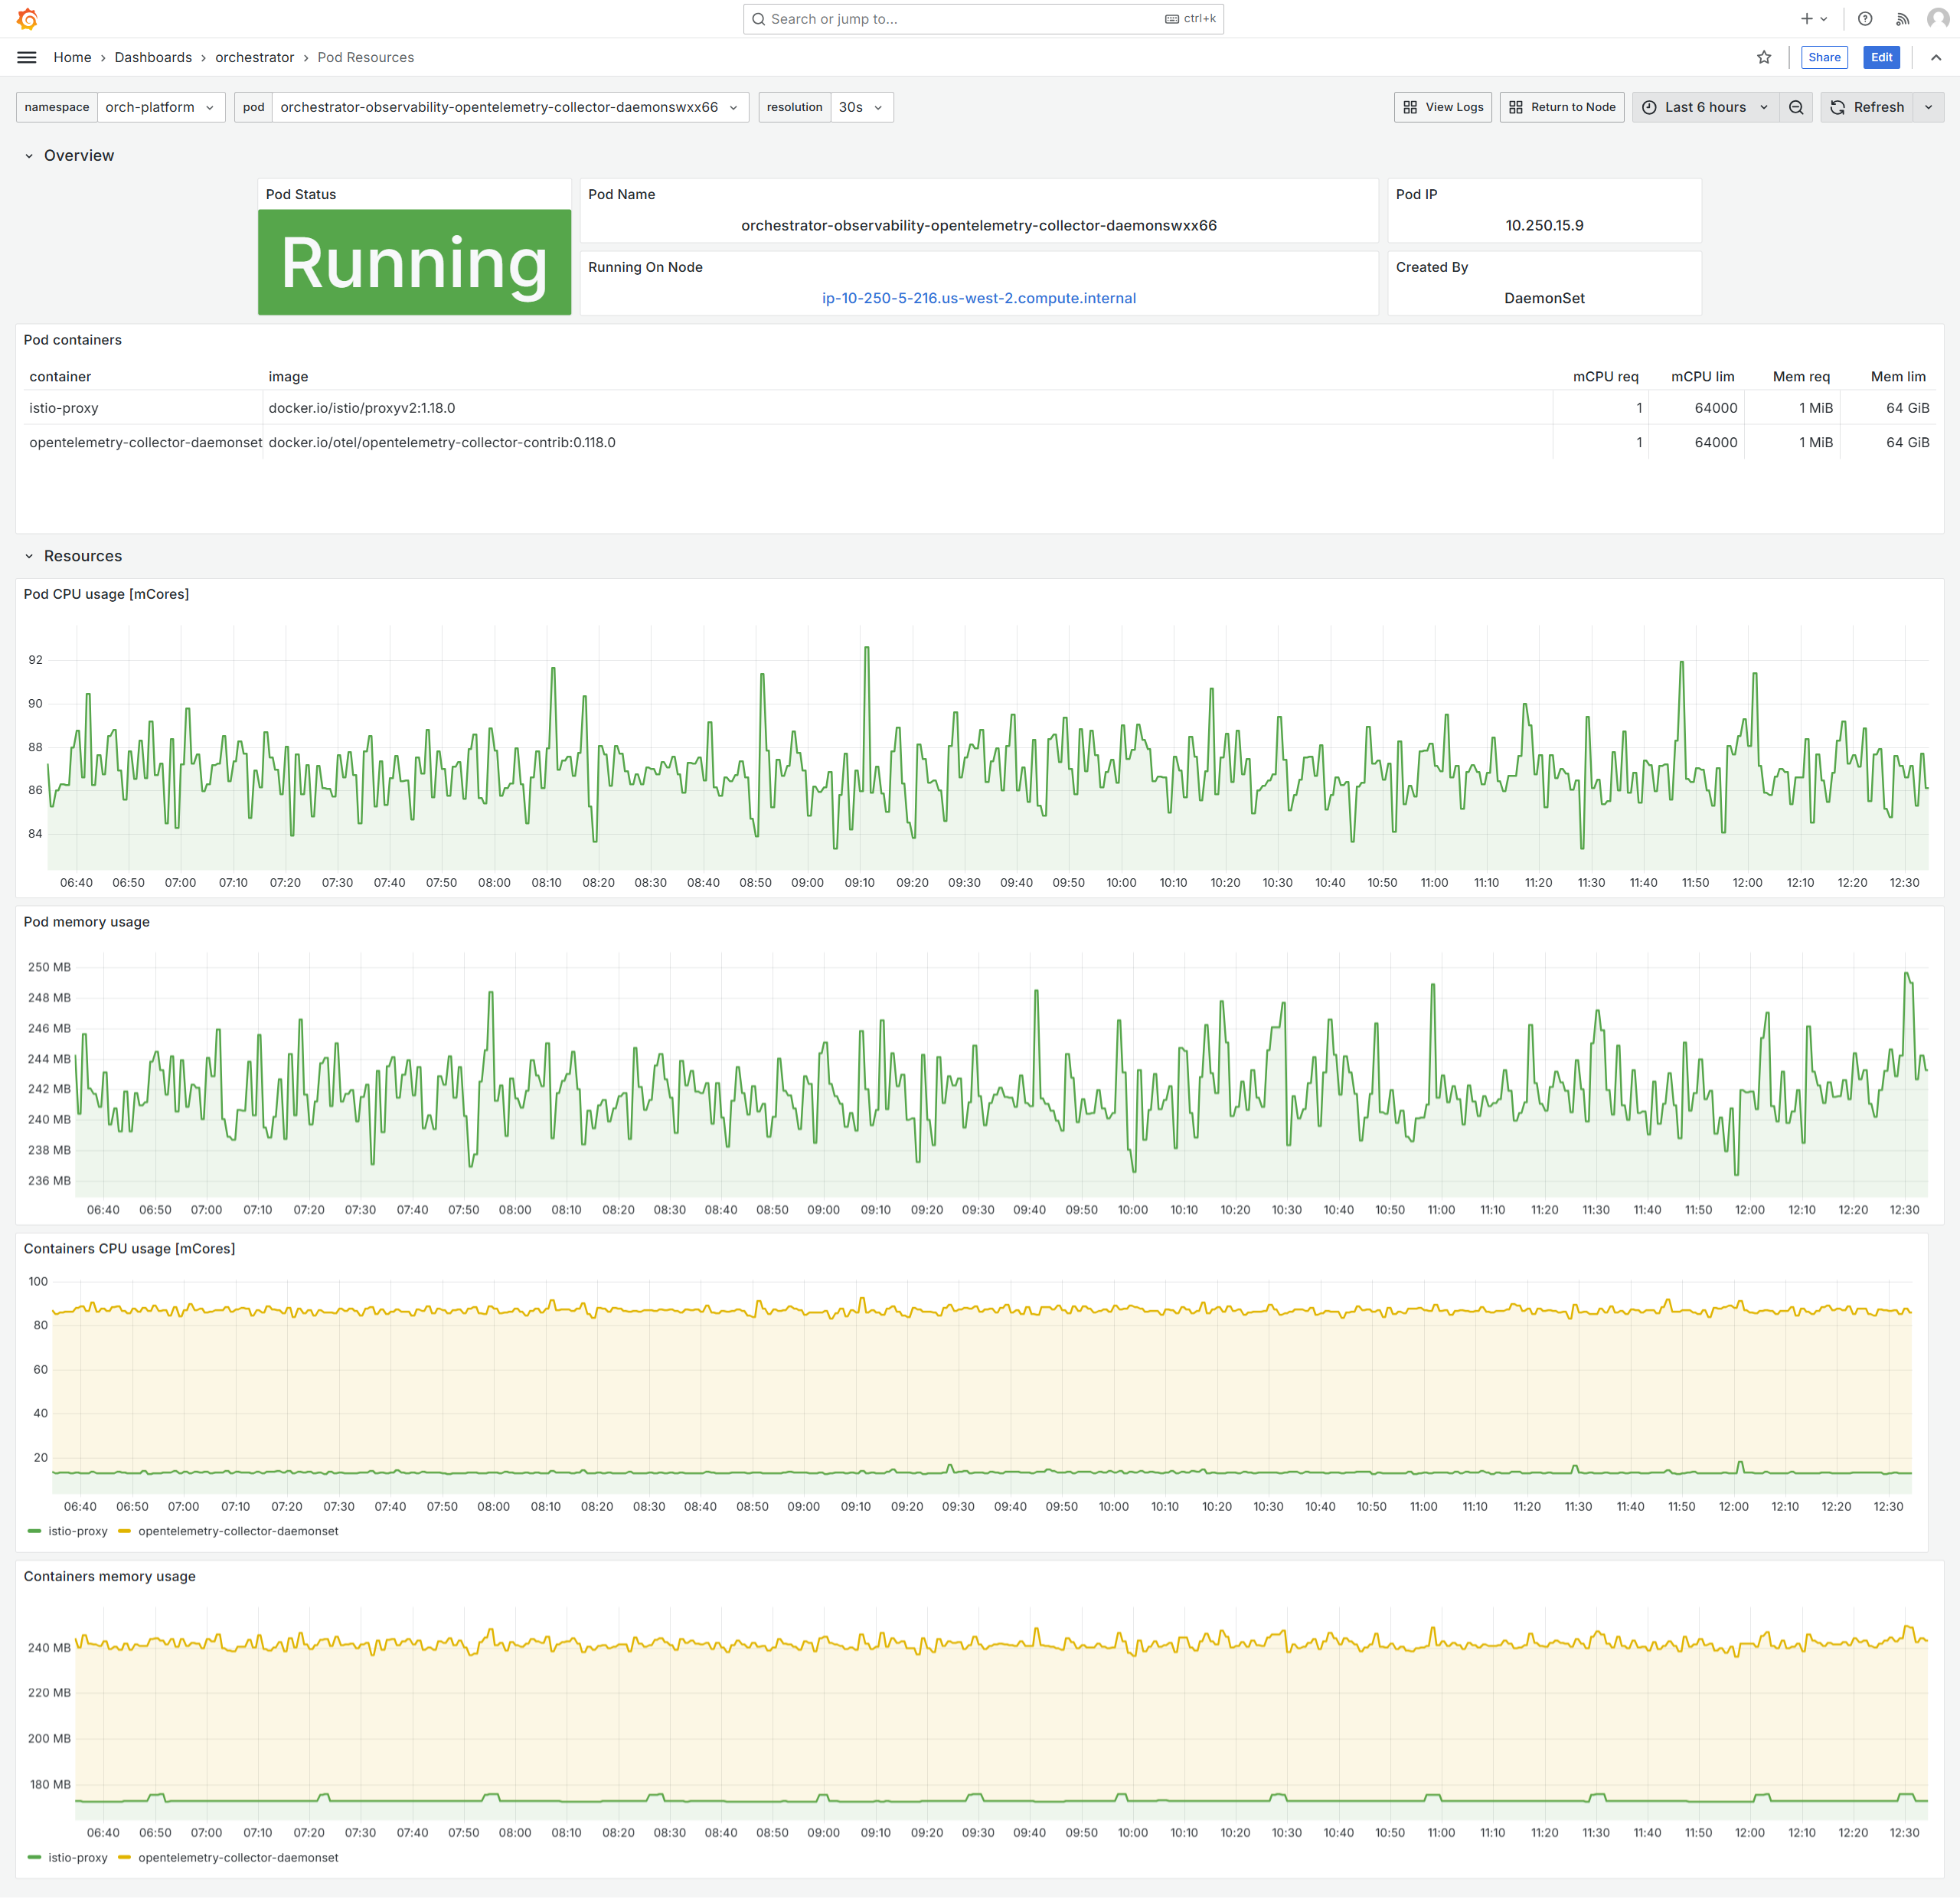 Search or jump to... ctrl+k
Home › Dashboards › orchestrator › Pod Resources Share Edit
namespace orch-platform pod orchestrator-observability-opentelemetry-collector-daemonswxx66 resolution 30s View Logs Return to Node Last 6 hours Refresh
Overview
Pod Status
Running
Pod Name
orchestrator-observability-opentelemetry-collector-daemonswxx66
Pod IP
10.250.15.9
Running On Node
ip-10-250-5-216.us-west-2.compute.internal
Created By
DaemonSet
Pod containers
container image mCPU req mCPU lim Mem req Mem lim
istio-proxy docker.io/istio/proxyv2:1.18.0 1 64000 1 MiB 64 GiB
opentelemetry-collector-daemonset docker.io/otel/opentelemetry-collector-contrib:0.118.0 1 64000 1 MiB 64 GiB
Resources
Pod CPU usage [mCores]
92
90
88
86
84
06:40 06:50 07:00 07:10 07:20 07:30 07:40 07:50 08:00 08:10 08:20 08:30 08:40 08:50 09:00 09:10 09:20 09:30 09:40 09:50 10:00 10:10 10:20 10:30 10:40 10:50 11:00 11:10 11:20 11:30 11:40 11:50 12:00 12:10 12:20 12:30
Pod memory usage
250 MB
248 MB
246 MB
244 MB
242 MB
240 MB
238 MB
236 MB
06:40 06:50 07:00 07:10 07:20 07:30 07:40 07:50 08:00 08:10 08:20 08:30 08:40 08:50 09:00 09:10 09:20 09:30 09:40 09:50 10:00 10:10 10:20 10:30 10:40 10:50 11:00 11:10 11:20 11:30 11:40 11:50 12:00 12:10 12:20 12:30
Containers CPU usage [mCores]
100
80
60
40
20
06:40 06:50 07:00 07:10 07:20 07:30 07:40 07:50 08:00 08:10 08:20 08:30 08:40 08:50 09:00 09:10 09:20 09:30 09:40 09:50 10:00 10:10 10:20 10:30 10:40 10:50 11:00 11:10 11:20 11:30 11:40 11:50 12:00 12:10 12:20 12:30
istio-proxy opentelemetry-collector-daemonset
Containers memory usage
240 MB
220 MB
200 MB
180 MB
06:40 06:50 07:00 07:10 07:20 07:30 07:40 07:50 08:00 08:10 08:20 08:30 08:40 08:50 09:00 09:10 09:20 09:30 09:40 09:50 10:00 10:10 10:20 10:30 10:40 10:50 11:00 11:10 11:20 11:30 11:40 11:50 12:00 12:10 12:20 12:30
istio-proxy opentelemetry-collector-daemonset